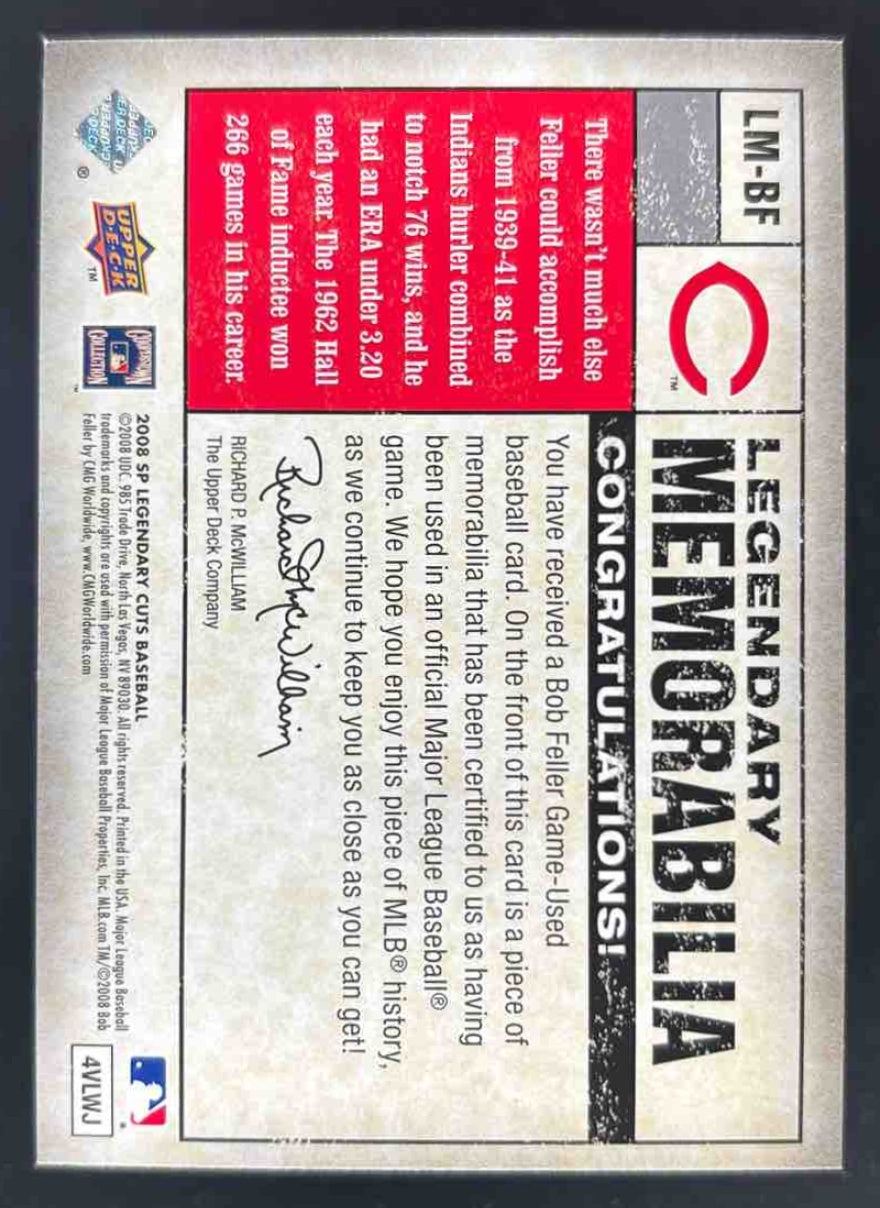 LM-BF
C
TM
LEGENDARY
MEMORABILIA
There wasn't much else
Feller could accomplish
from 1939-41 as the
Indians hurler combined
to notch 76 wins, and he
had an ERA under 3.20
each year. The 1962 Hall
of Fame inductee won
266 games in his career.
CONGRATULATIONS!
You have received a Bob Feller Game-Used
baseball card. On the front of this card is a piece of
memorabilia that has been certified to us as having
been used in an official Major League Baseball®
game. We hope you enjoy this piece of MLB® history,
as we continue to keep you as close as you can get!
Richard P. McWilliam
RICHARD P. McWILLIAM
The Upper Deck Company
UPPER DECK
®
UPPER
D·E·C·K
TM
COOPERSTOWN
COLLECTION
TM
2008 SP LEGENDARY CUTS BASEBALL
©2008 UDC. 985 Trade Drive, North Las Vegas, NV 89030. All rights reserved. Printed in the USA. Major League Baseball
trademarks and copyrights are used with permission of Major League Baseball Properties, Inc. MLB.com TM/©2008 Bob
Feller by CMG Worldwide, www.CMGWorldwide.com
4VLWJ